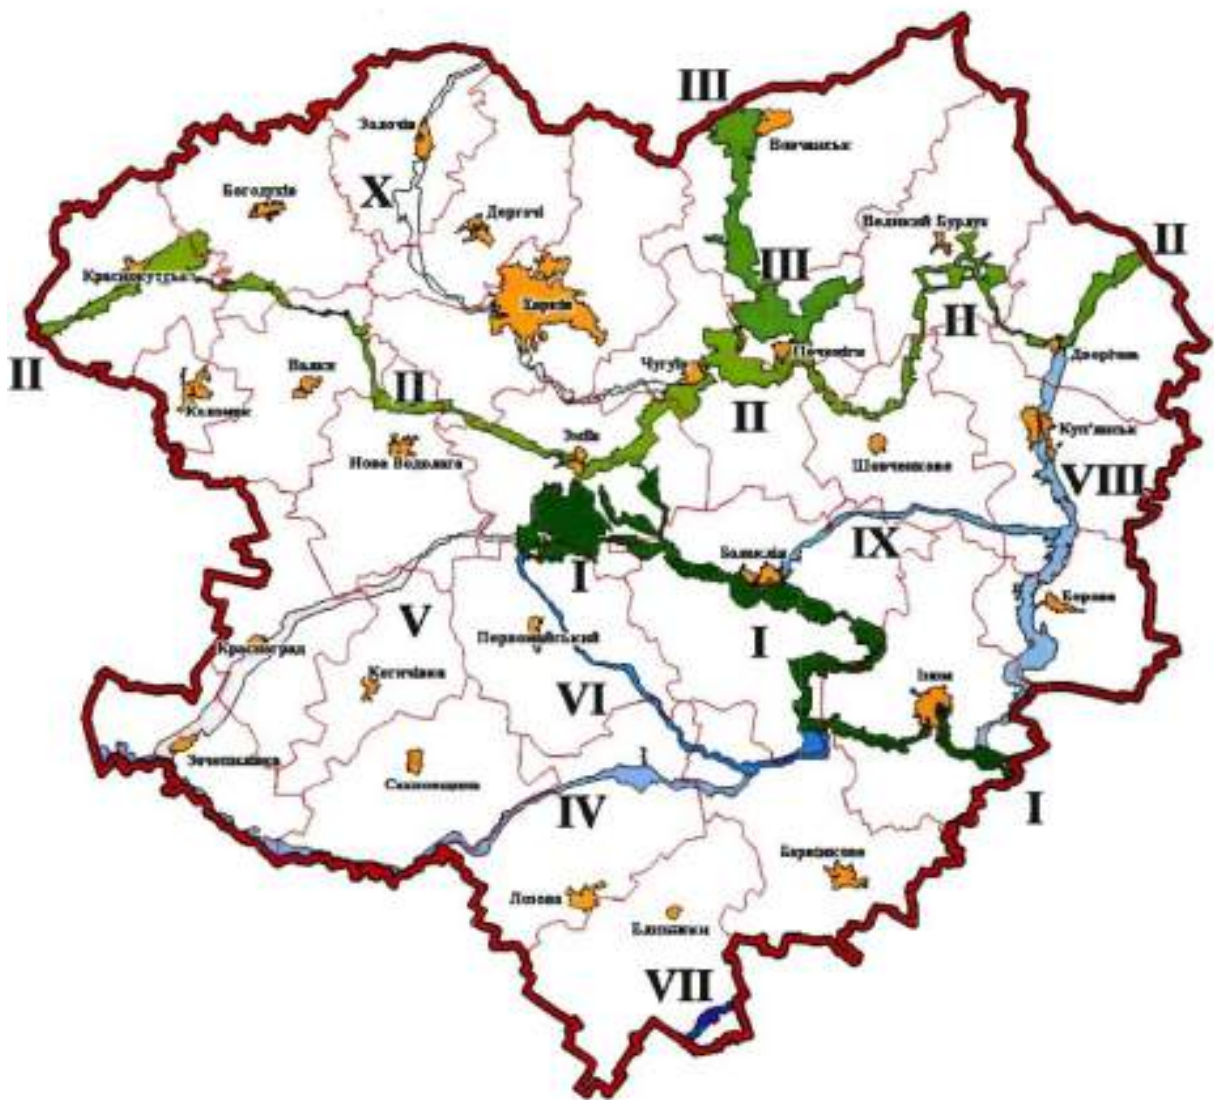 III
Золочів
Вовчанськ
Богодухів
X
Дергачі
Великий Бурлук
II
Краснокутськ
III
Харків
II
II
Валки
Чугуїв
Печеніги
Дворічна
Коломак
II
II
Зміїв
Куп'янськ
Нова Водолага
Шевченкове
VIII
IX
Балаклія
I
Борова
V
Первомайський
Красноград
I
Кегичівка
Ізюм
VI
Зачепилівка
Сахновщина
IV
I
Барвінкове
Лозова
Близнюки
VII